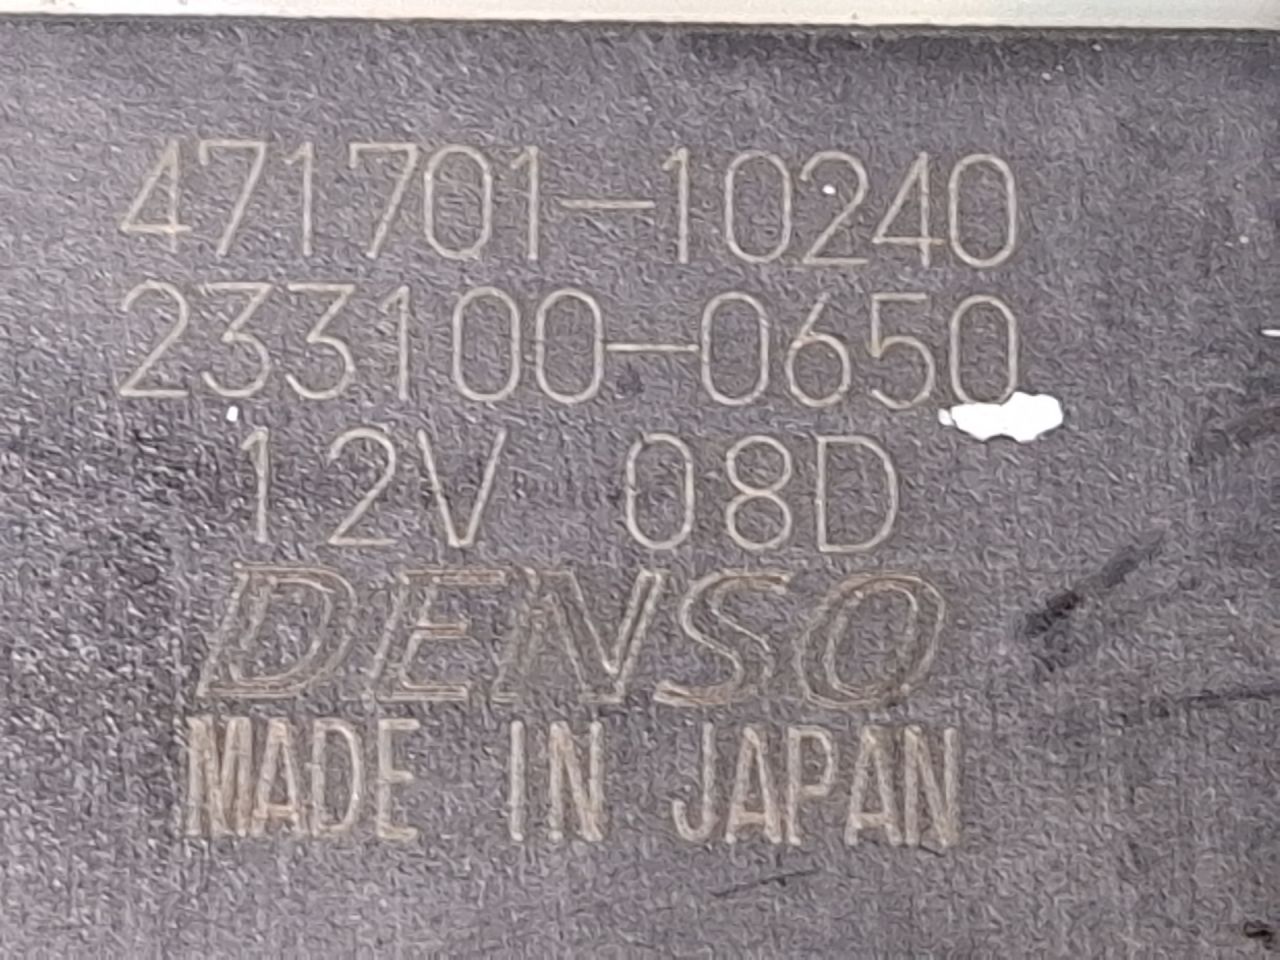 471701-10240
233100-0650
12V 08D
DENSO
MADE IN JAPAN